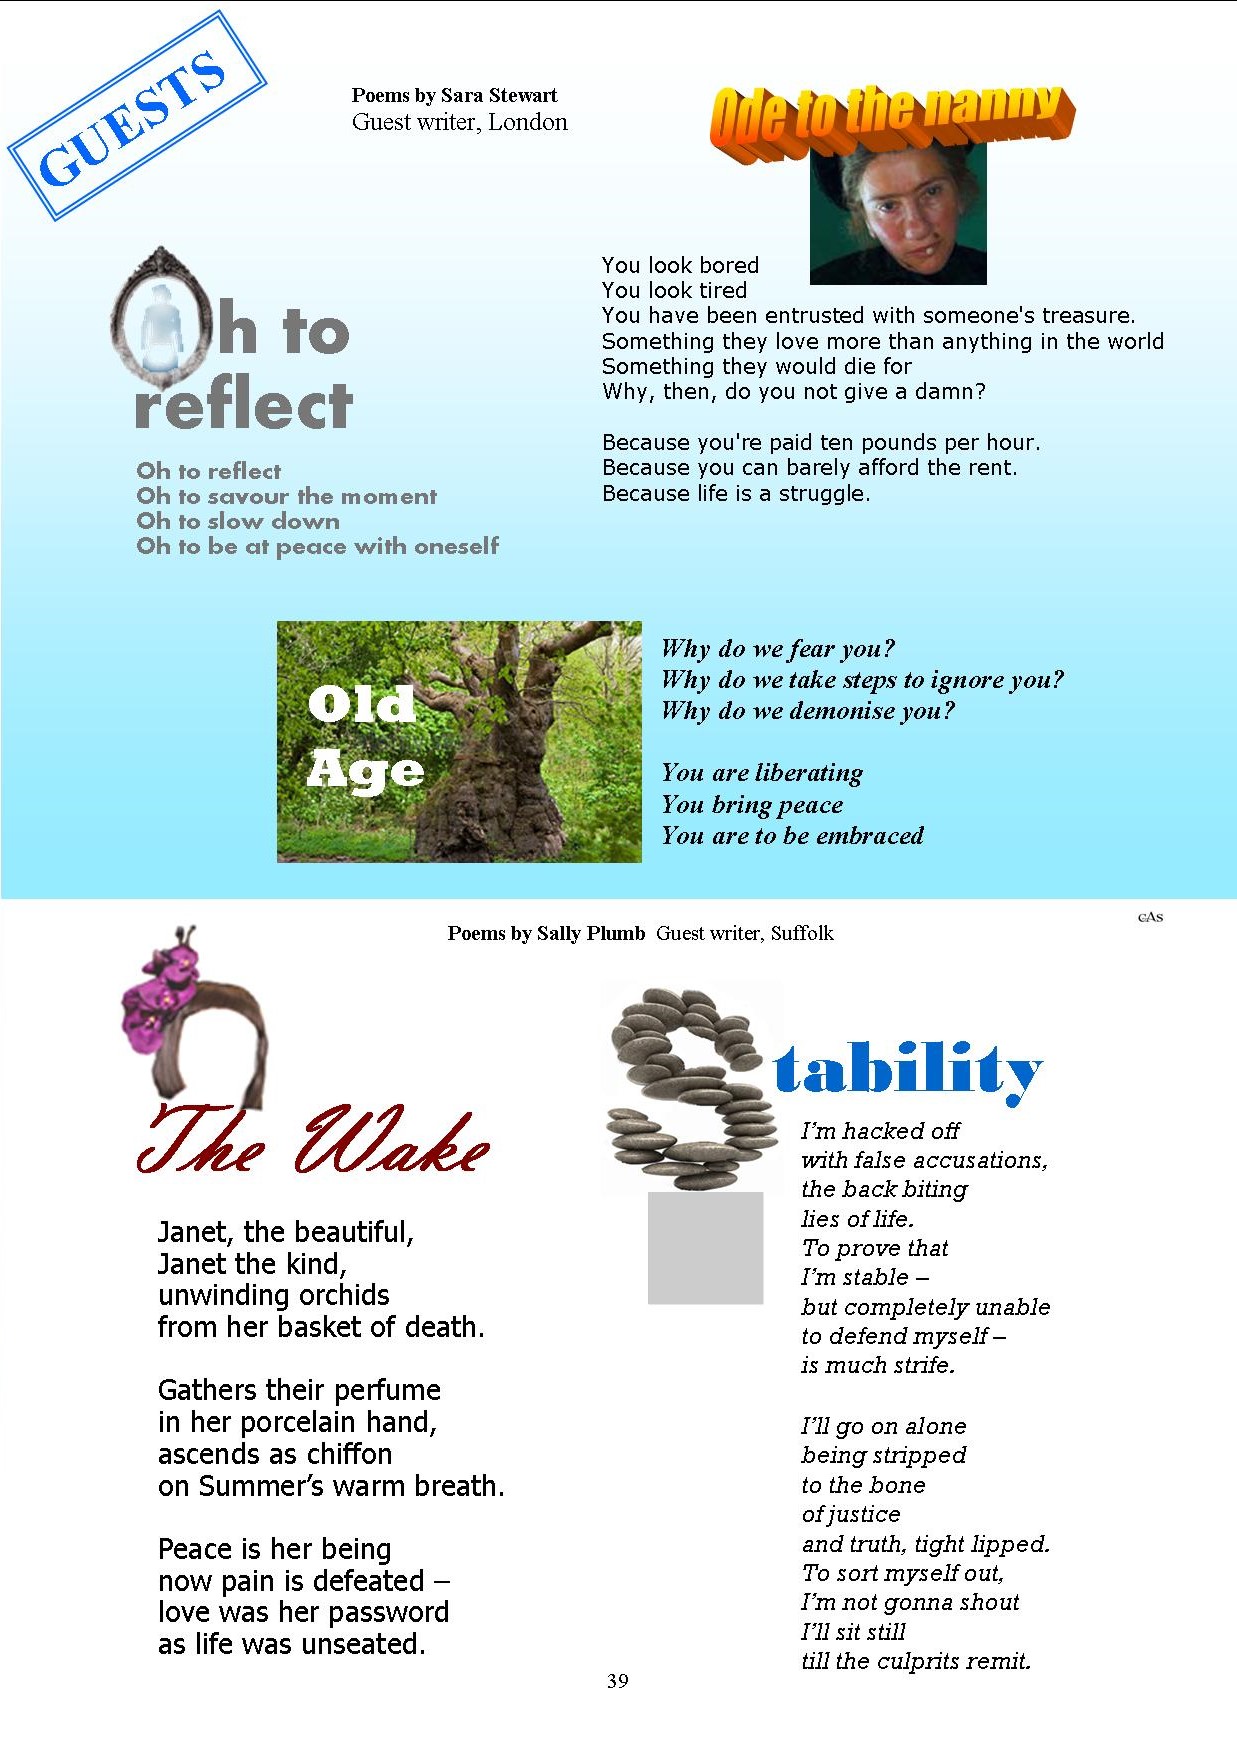 GUESTS
Poems by Sara Stewart
Guest writer, London
Oh to
reflect
Oh to reflect
Oh to savour the moment
Oh to slow down
Oh to be at peace with oneself
Ode to the nanny
You look bored
You look tired
You have been entrusted with someone's treasure.
Something they love more than anything in the world
Something they would die for
Why, then, do you not give a damn?
Because you're paid ten pounds per hour.
Because you can barely afford the rent.
Because life is a struggle.
Old
Age
Why do we fear you?
Why do we take steps to ignore you?
Why do we demonise you?
You are liberating
You bring peace
You are to be embraced
cAs
Poems by Sally Plumb Guest writer, Suffolk
The Wake
Janet, the beautiful,
Janet the kind,
unwinding orchids
from her basket of death.
Gathers their perfume
in her porcelain hand,
ascends as chiffon
on Summer’s warm breath.
Peace is her being
now pain is defeated –
love was her password
as life was unseated.
Stability
I’m hacked off
with false accusations,
the back biting
lies of life.
To prove that
I’m stable –
but completely unable
to defend myself –
is much strife.
I’ll go on alone
being stripped
to the bone
of justice
and truth, tight lipped.
To sort myself out,
I’m not gonna shout
I’ll sit still
till the culprits remit.
39